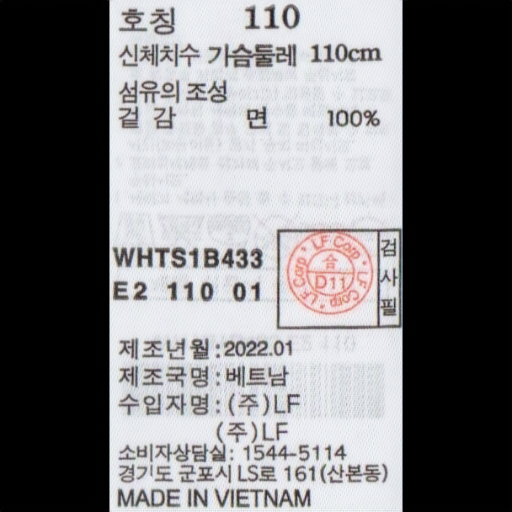 호칭 110
신체치수 가슴둘레 110cm
섬유의 조성
겉 감 면 100%
WHTS1B433
E2 110 01
LF Corp · LF Corp · LF Corp
합
D11
검사필
제조년월:2022.01
제조국명:베트남
수입자명:(주)LF
(주)LF
소비자상담실: 1544-5114
경기도 군포시 LS로 161(산본동)
MADE IN VIETNAM